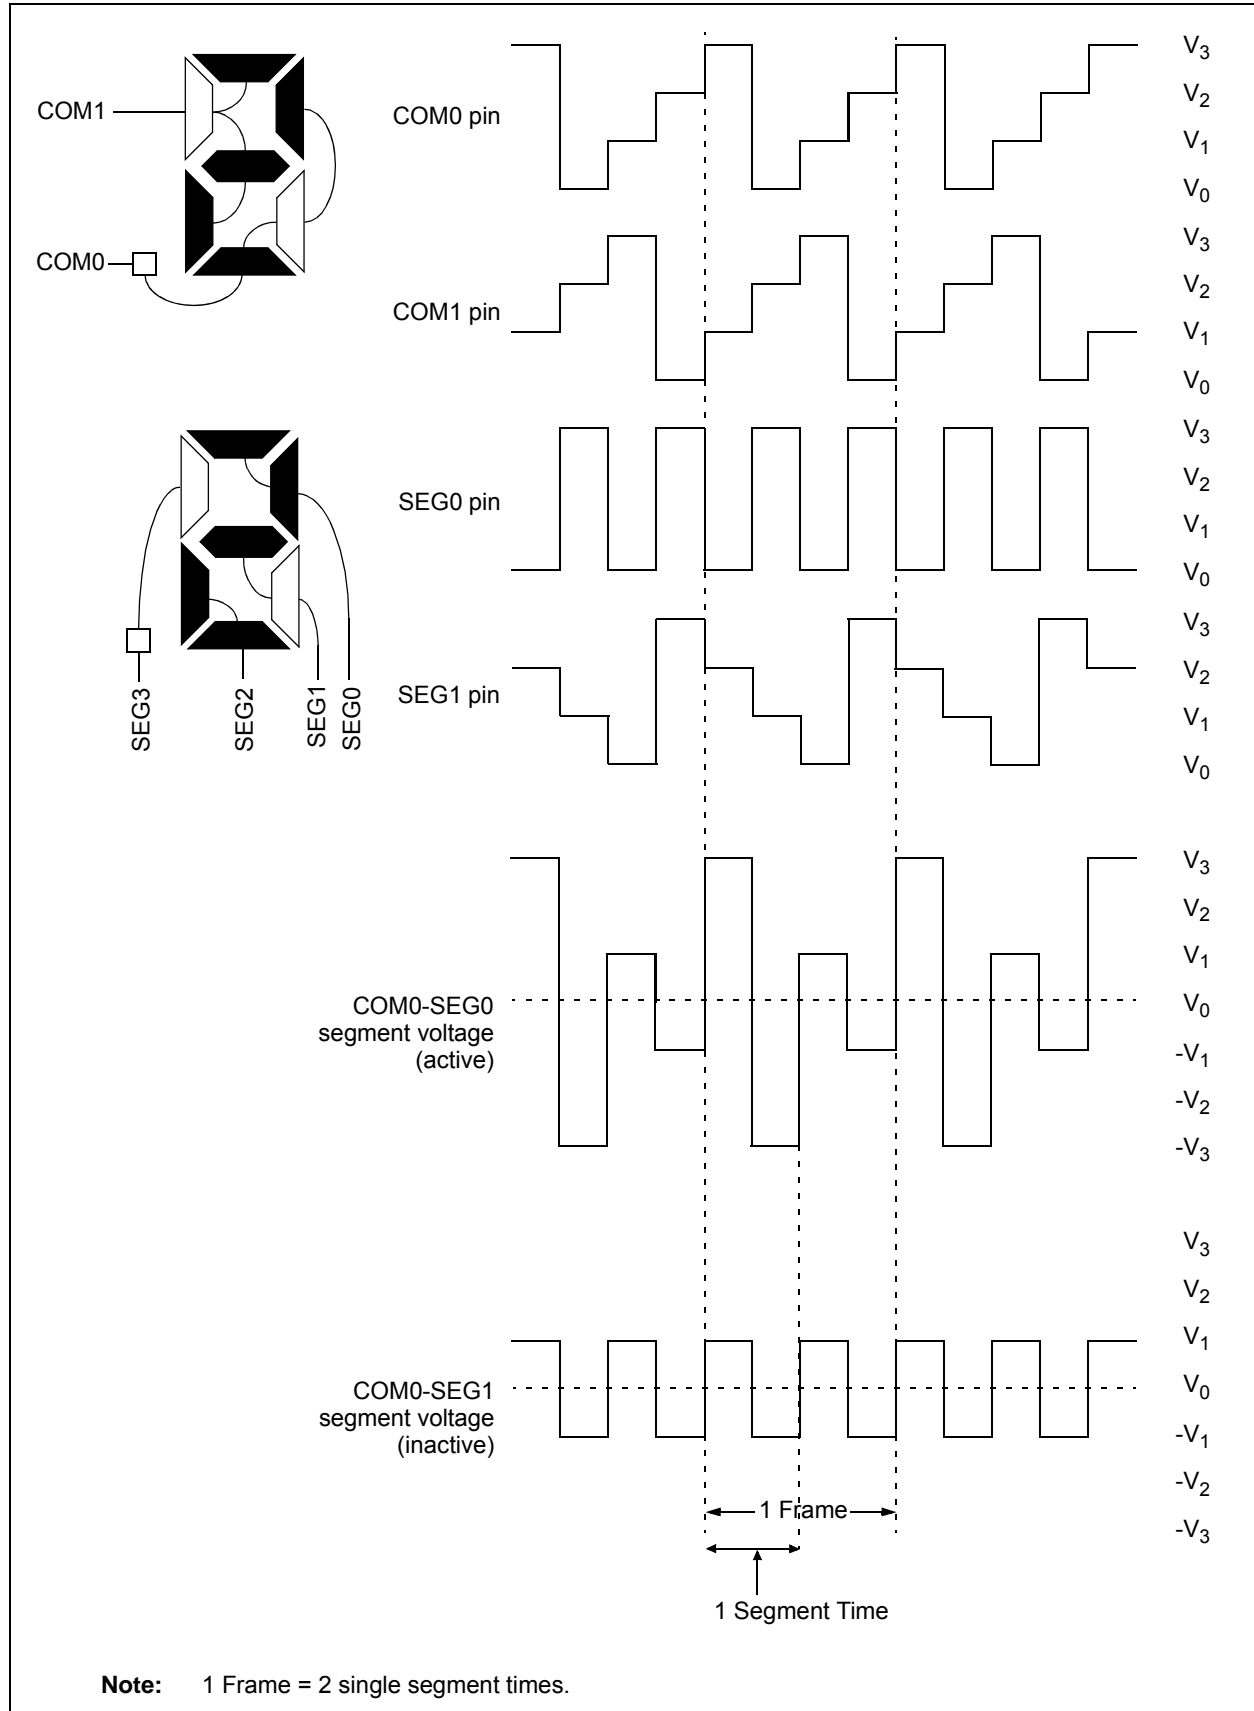 COM1
COM0
SEG3
SEG2
SEG1
SEG0
COM0 pin
V3
V2
V1
V0
COM1 pin
V3
V2
V1
V0
SEG0 pin
V3
V2
V1
V0
SEG1 pin
V3
V2
V1
V0
COM0-SEG0
segment voltage
(active)
V3
V2
V1
V0
-V1
-V2
-V3
COM0-SEG1
segment voltage
(inactive)
V3
V2
V1
V0
-V1
-V2
-V3
1 Frame
1 Segment Time
Note: 1 Frame = 2 single segment times.